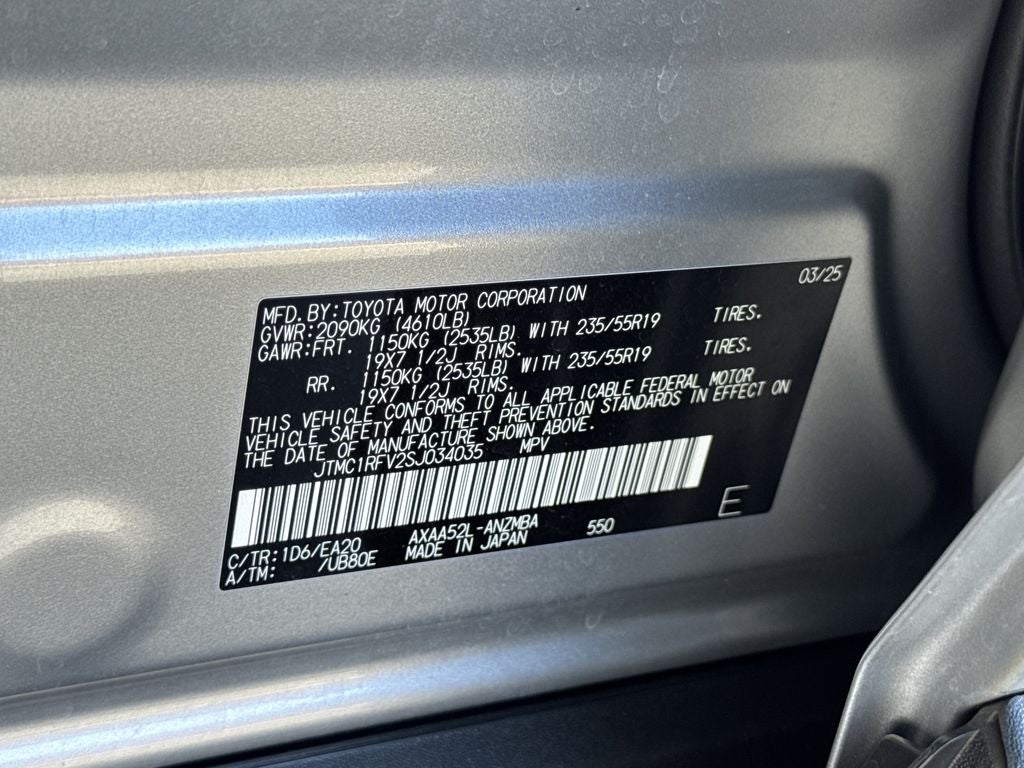 03/25
MFD. BY: TOYOTA MOTOR CORPORATION
GVWR: 2090KG (4610LB)
GAWR: FRT. 1150KG (2535LB) WITH 235/55R19 TIRES.
19X7 1/2J RIMS.
RR. 1150KG (2535LB) WITH 235/55R19 TIRES.
19X7 1/2J RIMS.
THIS VEHICLE CONFORMS TO ALL APPLICABLE FEDERAL MOTOR
VEHICLE SAFETY AND THEFT PREVENTION STANDARDS IN EFFECT ON
THE DATE OF MANUFACTURE SHOWN ABOVE.
JTMC1RFV2SJ034035 MPV
E
C/TR: 1D6/EA20 AXAA52L-ANZMBA 550
A/TM: /UB80E MADE IN JAPAN